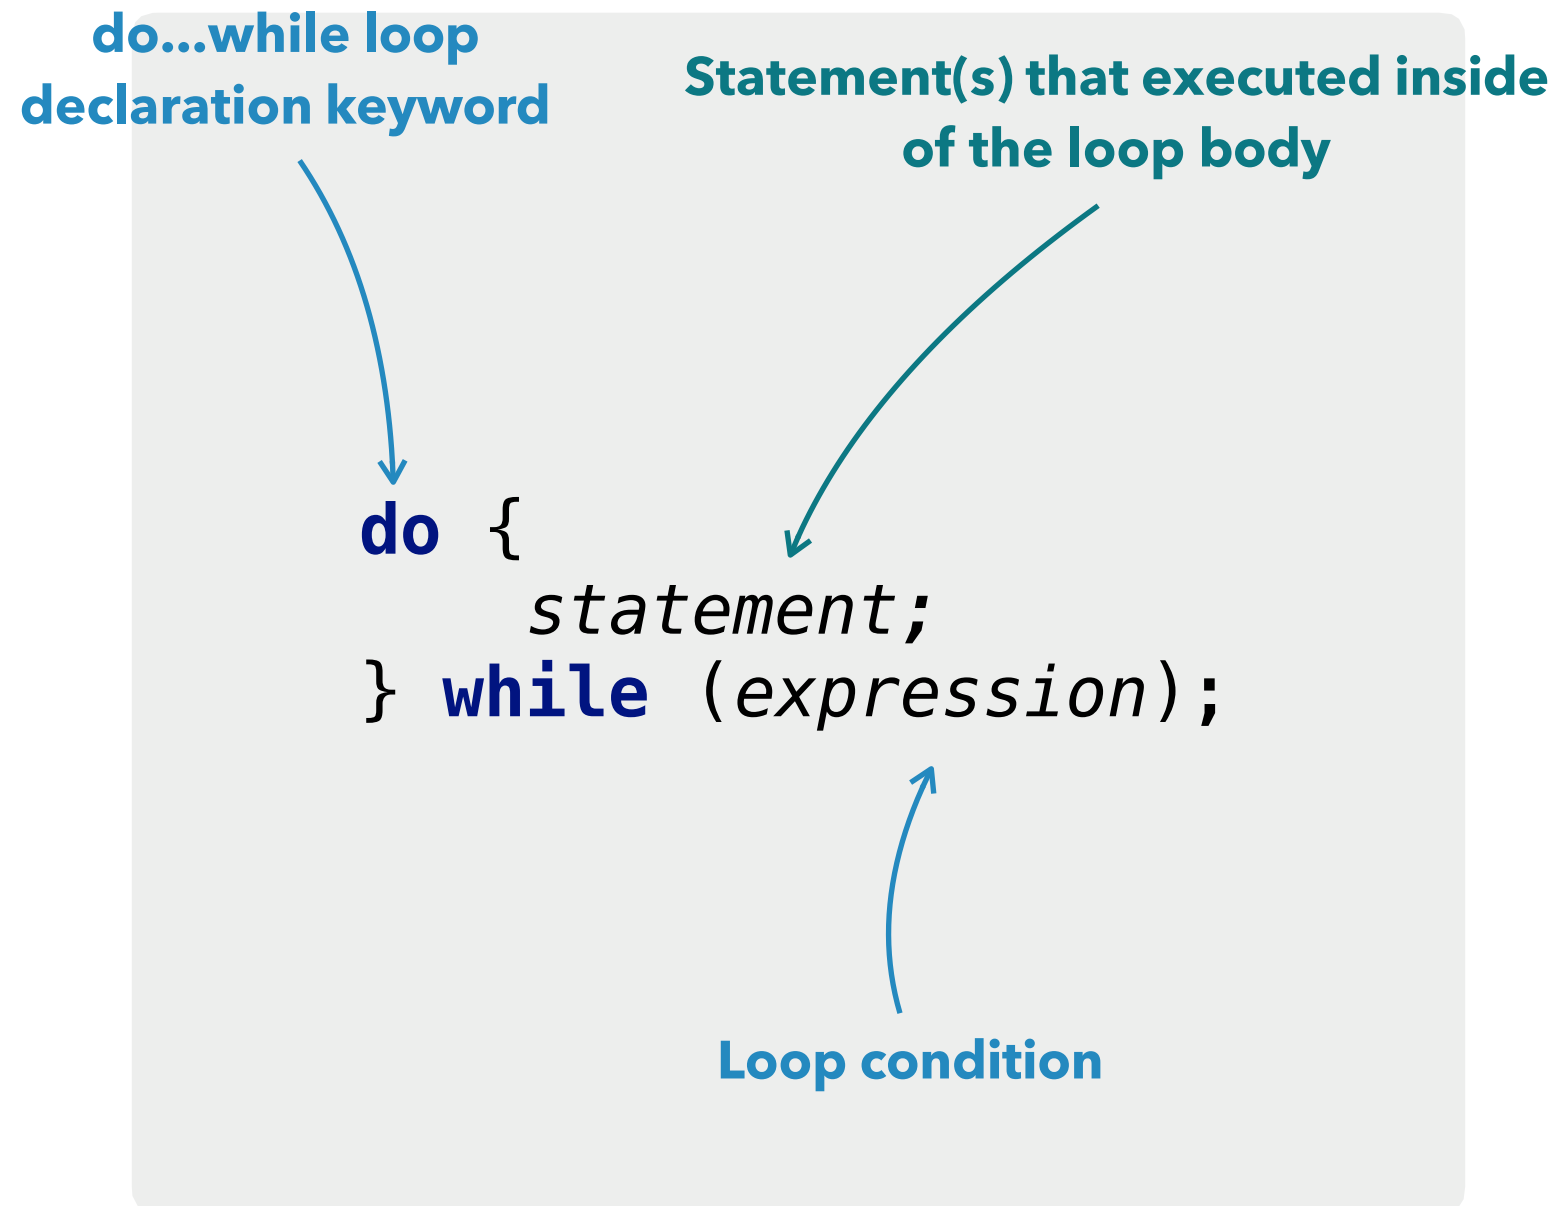 do...while loop
declaration keyword
Statement(s) that executed inside
of the loop body
do {
statement;
} while (expression);
Loop condition